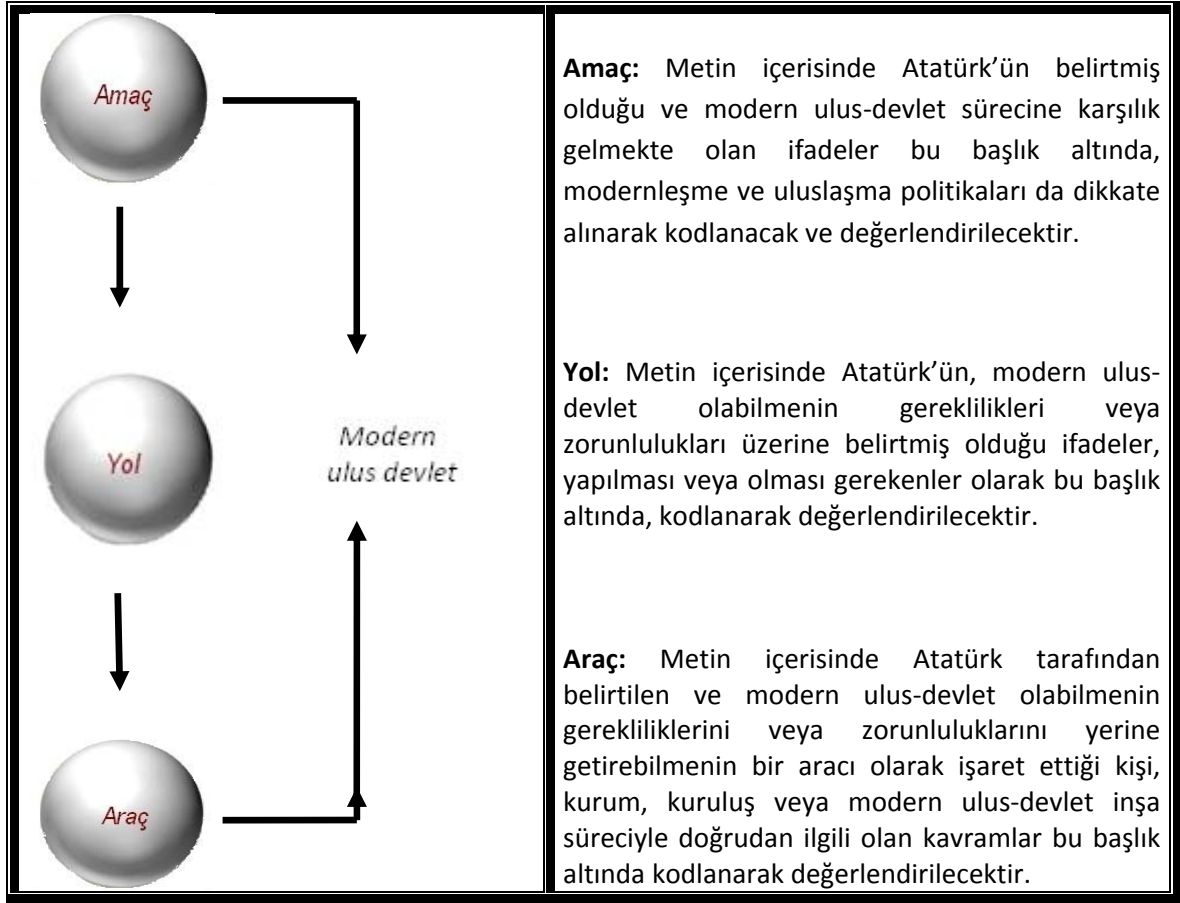 Amaç
Yol
Araç
Modern
ulus devlet
Amaç: Metin içerisinde Atatürk’ün belirtmiş
olduğu ve modern ulus-devlet sürecine karşılık
gelmekte olan ifadeler bu başlık altında,
modernleşme ve uluslaşma politikaları da dikkate
alınarak kodlanacak ve değerlendirilecektir.
Yol: Metin içerisinde Atatürk’ün, modern ulus-
devlet olabilmenin gereklilikleri veya
zorunlulukları üzerine belirtmiş olduğu ifadeler,
yapılması veya olması gerekenler olarak bu başlık
altında, kodlanarak değerlendirilecektir.
Araç: Metin içerisinde Atatürk tarafından
belirtilen ve modern ulus-devlet olabilmenin
gerekliliklerini veya zorunluluklarını yerine
getirebilmenin bir aracı olarak işaret ettiği kişi,
kurum, kuruluş veya modern ulus-devlet inşa
süreciyle doğrudan ilgili olan kavramlar bu başlık
altında kodlanarak değerlendirilecektir.